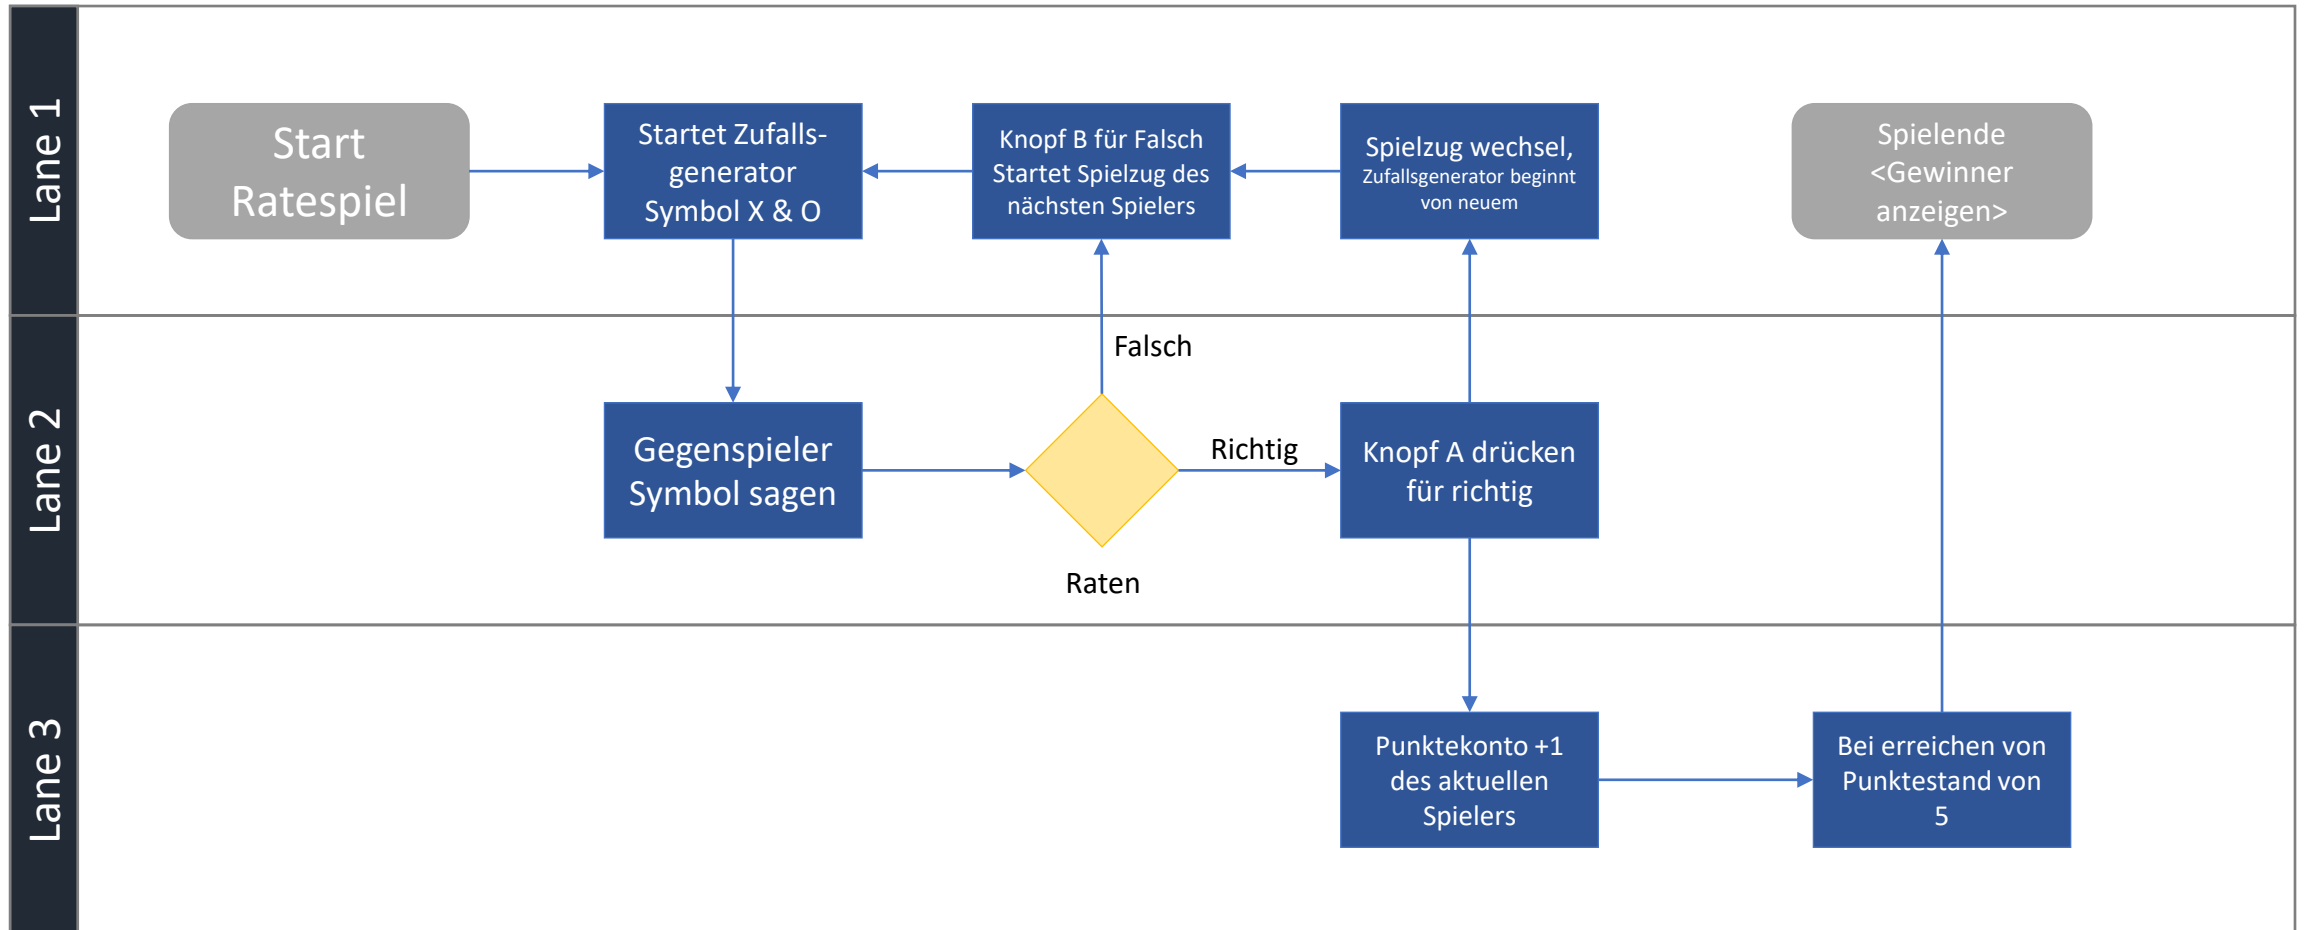 Lane 1
Start
Ratespiel
Startet Zufalls-
generator
Symbol X & O
Knopf B für Falsch
Startet Spielzug des
nächsten Spielers
Spielzug wechsel,
Zufallsgenerator beginnt
von neuem
Spielende
<Gewinner
anzeigen>
Lane 2
Falsch
Gegenspieler
Symbol sagen
Richtig
Knopf A drücken
für richtig
Raten
Lane 3
Punktekonto +1
des aktuellen
Spielers
Bei erreichen von
Punktestand von
5